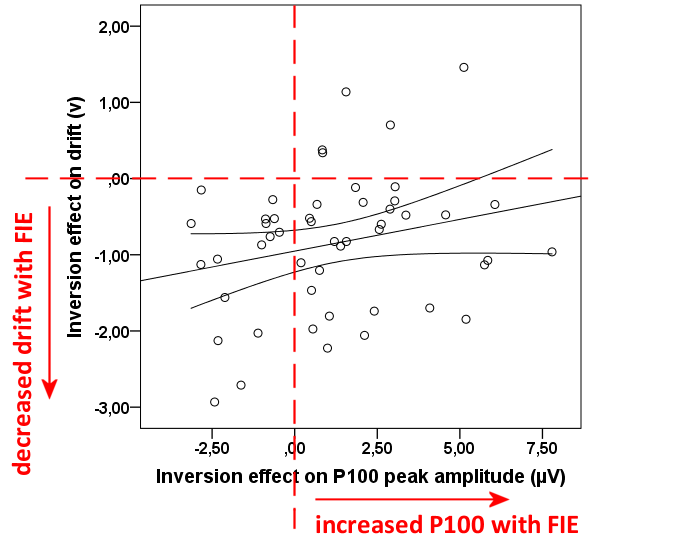 2,00
1,00
,00
-1,00
-2,00
-3,00
Inversion effect on drift (v)
decreased drift with FIE
-2,50 ,00 2,50 5,00 7,50
Inversion effect on P100 peak amplitude (µV)
increased P100 with FIE